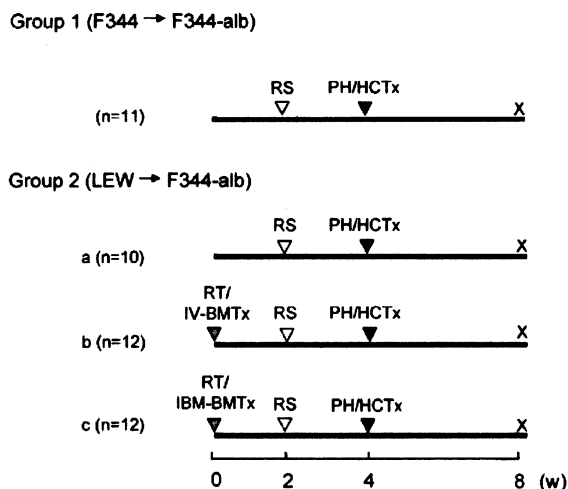 Group 1 (F344 → F344-alb)
RS PH/HCTx
(n=11) X
Group 2 (LEW → F344-alb)
RS PH/HCTx
a (n=10) X
RT/
IV-BMTx RS PH/HCTx
b (n=12) X
RT/
IBM-BMTx RS PH/HCTx
c (n=12) X
0 2 4 8 (w)